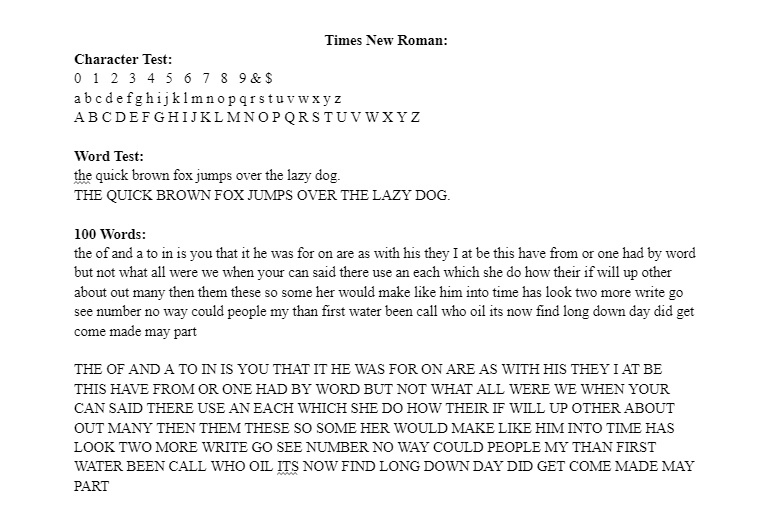 Times New Roman:
Character Test:
0 1 2 3 4 5 6 7 8 9 & $
a b c d e f g h i j k l m n o p q r s t u v w x y z
A B C D E F G H I J K L M N O P Q R S T U V W X Y Z
Word Test:
the quick brown fox jumps over the lazy dog.
THE QUICK BROWN FOX JUMPS OVER THE LAZY DOG.
100 Words:
the of and a to in is you that it he was for on are as with his they I at be this have from or one had by word
but not what all were we when your can said there use an each which she do how their if will up other
about out many then them these so some her would make like him into time has look two more write go
see number no way could people my than first water been call who oil its now find long down day did get
come made may part
THE OF AND A TO IN IS YOU THAT IT HE WAS FOR ON ARE AS WITH HIS THEY I AT BE
THIS HAVE FROM OR ONE HAD BY WORD BUT NOT WHAT ALL WERE WE WHEN YOUR
CAN SAID THERE USE AN EACH WHICH SHE DO HOW THEIR IF WILL UP OTHER ABOUT
OUT MANY THEN THEM THESE SO SOME HER WOULD MAKE LIKE HIM INTO TIME HAS
LOOK TWO MORE WRITE GO SEE NUMBER NO WAY COULD PEOPLE MY THAN FIRST
WATER BEEN CALL WHO OIL ITS NOW FIND LONG DOWN DAY DID GET COME MADE MAY
PART